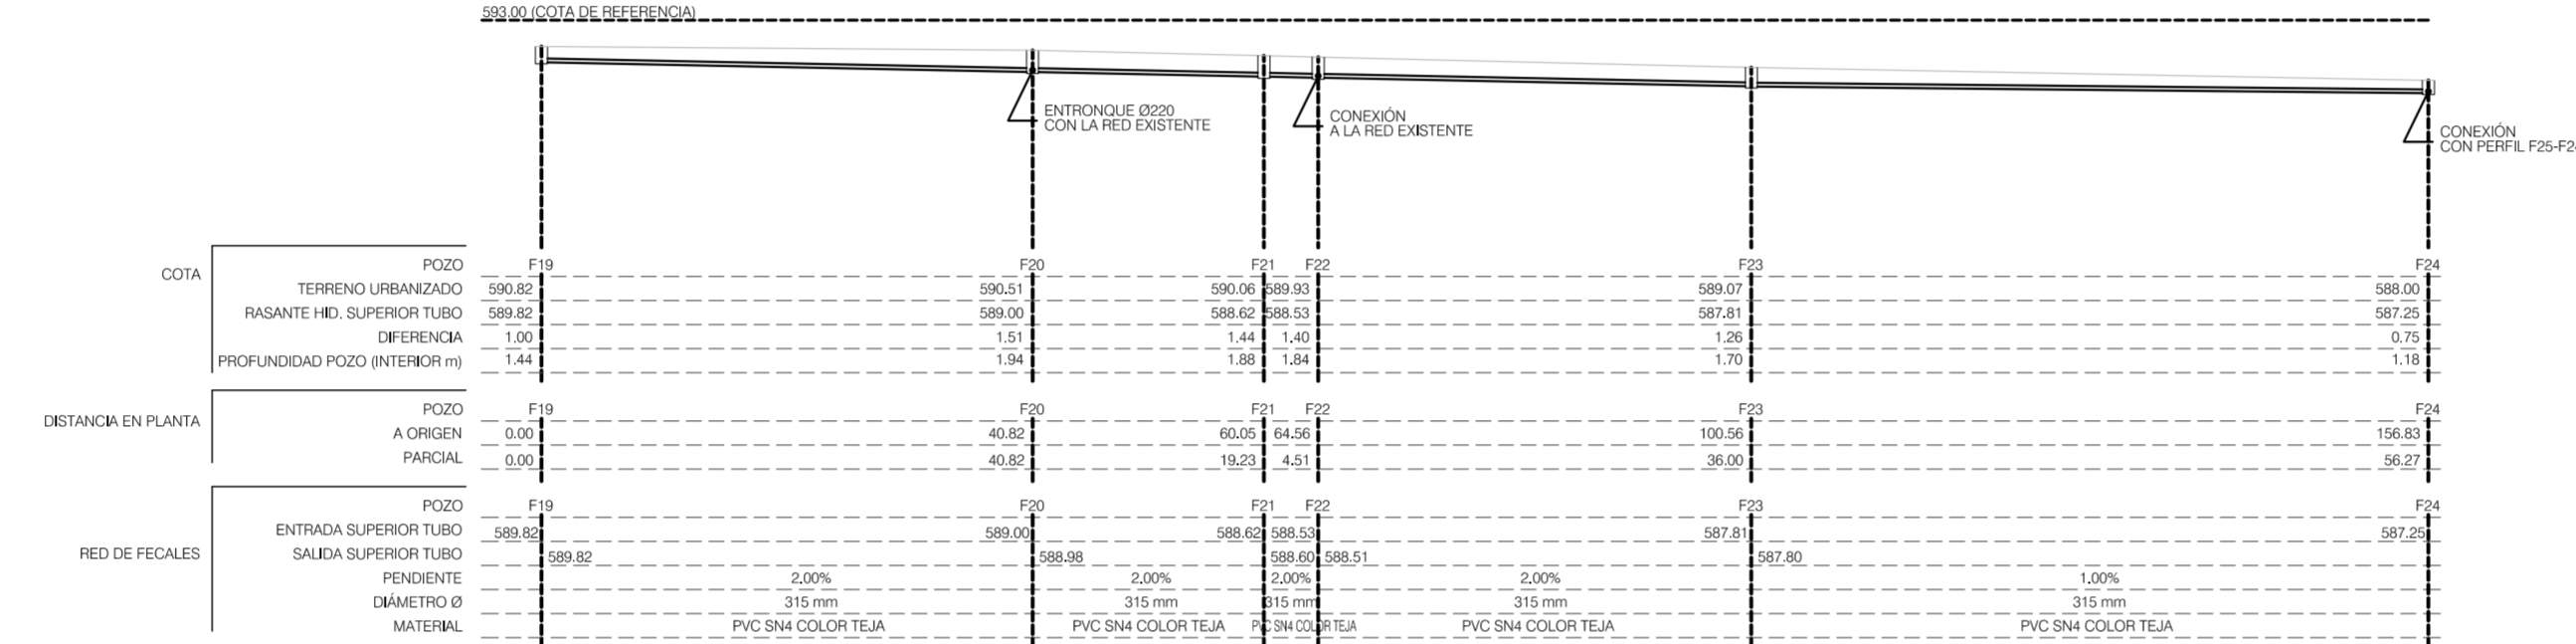 593.00 (COTA DE REFERENCIA)
ENTRONQUE Ø220
CON LA RED EXISTENTE
CONEXIÓN
A LA RED EXISTENTE
CONEXIÓN
CON PERFIL F25-F2
COTA
POZO F19 F20 F21 F22 F23 F24
TERRENO URBANIZADO 590.82 590.51 590.06 589.93 589.07 588.00
RASANTE HID. SUPERIOR TUBO 589.82 589.00 588.62 588.53 587.81 587.25
DIFERENCIA 1.00 1.51 1.44 1.40 1.26 0.75
PROFUNDIDAD POZO (INTERIOR m) 1.44 1.94 1.88 1.84 1.70 1.18
DISTANCIA EN PLANTA
POZO F19 F20 F21 F22 F23 F24
A ORIGEN 0.00 40.82 60.05 64.56 100.56 156.83
PARCIAL 0.00 40.82 19.23 4.51 36.00 56.27
RED DE FECALES
POZO F19 F20 F21 F22 F23 F24
ENTRADA SUPERIOR TUBO 589.82 589.00 588.62 588.53 587.81 587.25
SALIDA SUPERIOR TUBO 589.82 588.98 588.60 588.51 587.80
PENDIENTE 2.00% 2.00% 2.00% 2.00% 1.00%
DIÁMETRO Ø 315 mm 315 mm 315 mm 315 mm 315 mm
MATERIAL PVC SN4 COLOR TEJA PVC SN4 COLOR TEJA PVC SN4 COLOR TEJA PVC SN4 COLOR TEJA PVC SN4 COLOR TEJA